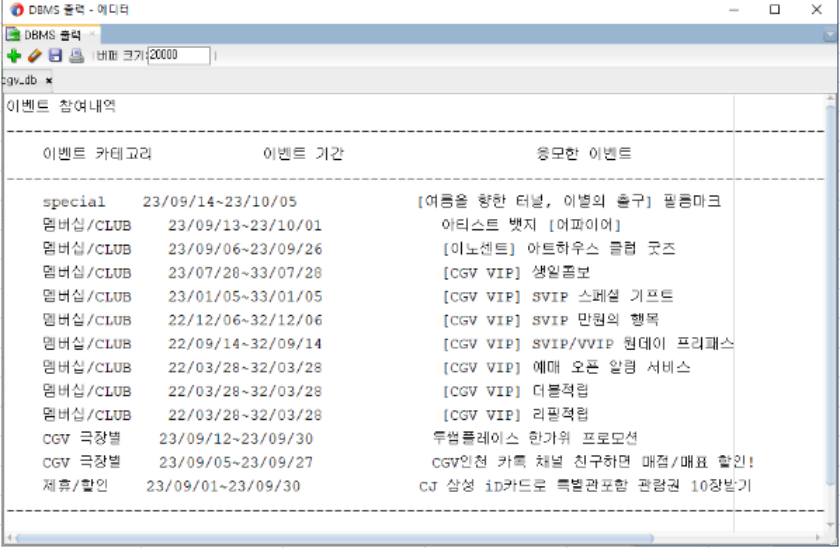 DBMS 출력 - 에디터
DBMS 출력 ×
버퍼 크기:20000
cgv_db ×
이벤트 참여내역
-----------------------------------------------------------------------------------------------
이벤트 카테고리 이벤트 기간 응모한 이벤트
-----------------------------------------------------------------------------------------------
special 23/09/14~23/10/05 [여름을 향한 터널, 이별의 출구] 필름마크
멤버십/CLUB 23/09/13~23/10/01 아티스트 뱃지 [어파이어]
멤버십/CLUB 23/09/06~23/09/26 [이노센트] 아트하우스 클럽 굿즈
멤버십/CLUB 23/07/28~33/07/28 [CGV VIP] 생일콤보
멤버십/CLUB 23/01/05~33/01/05 [CGV VIP] SVIP 스페셜 기프트
멤버십/CLUB 22/12/06~32/12/06 [CGV VIP] SVIP 만원의 행복
멤버십/CLUB 22/09/14~32/09/14 [CGV VIP] SVIP/VVIP 원데이 프리패스
멤버십/CLUB 22/03/28~32/03/28 [CGV VIP] 예매 오픈 알림 서비스
멤버십/CLUB 22/03/28~32/03/28 [CGV VIP] 더블적립
멤버십/CLUB 22/03/28~32/03/28 [CGV VIP] 리필적립
CGV 극장별 23/09/12~23/09/30 투썸플레이스 한가위 프로모션
CGV 극장별 23/09/05~23/09/27 CGV인천 카톡 채널 친구하면 매점/매표 할인!
제휴/할인 23/09/01~23/09/30 CJ 삼성 iD카드로 특별관포함 관람권 10장받기
-----------------------------------------------------------------------------------------------